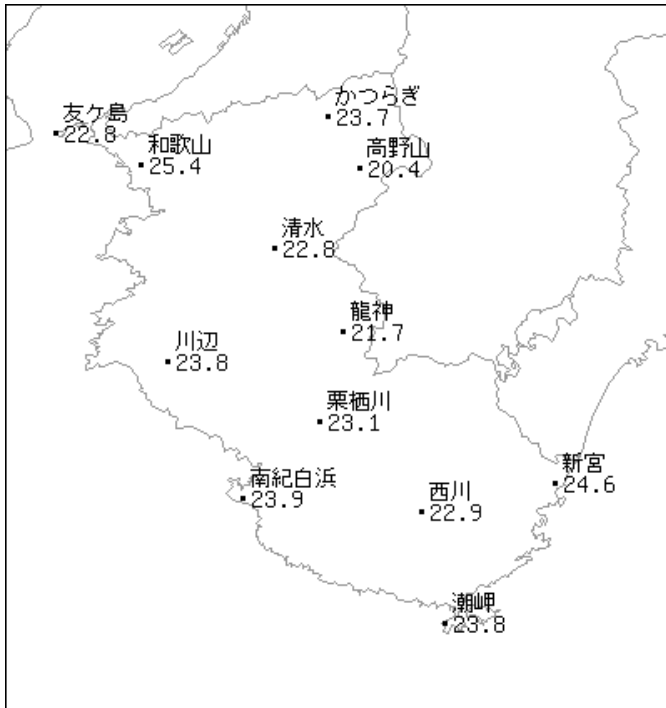 かつらぎ
23.7
友ケ島
22.8
和歌山
25.4
高野山
20.4
清水
22.8
龍神
21.7
川辺
23.8
栗栖川
23.1
新宮
24.6
南紀白浜
23.9
西川
22.9
潮岬
23.8